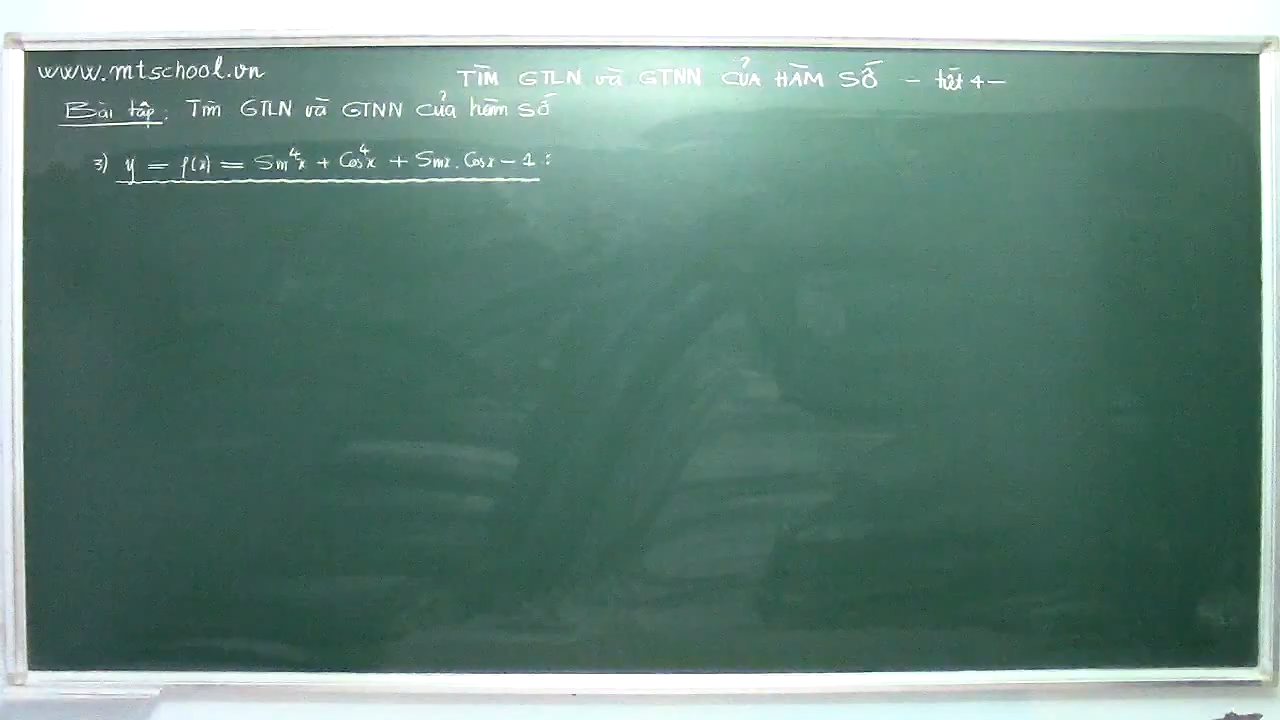 www.mtschool.vn
TÌM GTLN và GTNN CỦA HÀM SỐ - tiết 4 -
Bài tập: Tìm GTLN và GTNN của hàm số
3) y = f(x) = Sin⁴x + Cos⁴x + Sinx.Cosx - 1 :